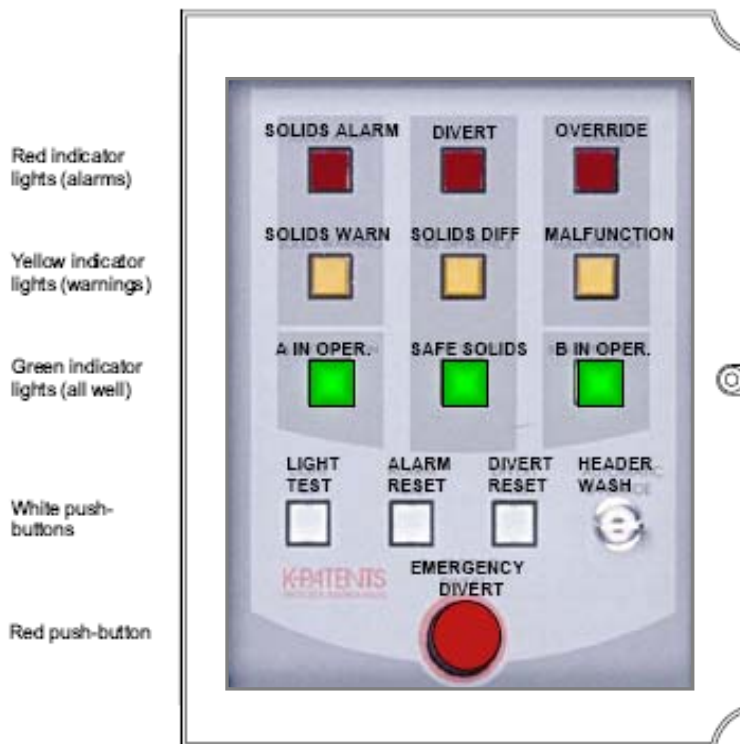 SOLIDS ALARM
DIVERT
OVERRIDE
Red indicator
lights (alarms)
SOLIDS WARN
SOLIDS DIFF
MALFUNCTION
Yellow indicator
lights (warnings)
A IN OPER.
SAFE SOLIDS
B IN OPER.
Green indicator
lights (all well)
LIGHT
TEST
ALARM
RESET
DIVERT
RESET
HEADER
WASH
White push-
buttons
K-PATENTS
EMERGENCY
DIVERT
Red push-button